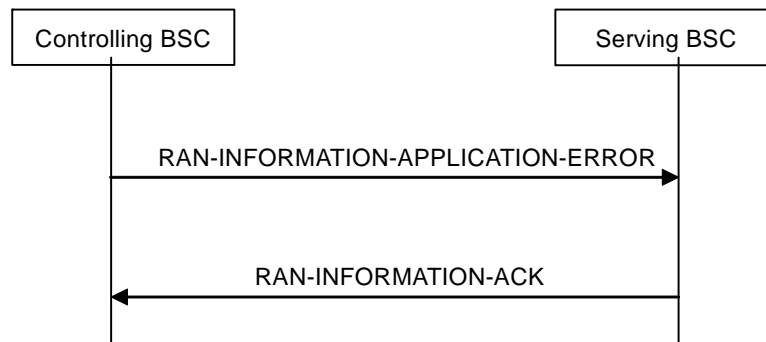 Controlling BSC
Serving BSC
RAN-INFORMATION-APPLICATION-ERROR
RAN-INFORMATION-ACK